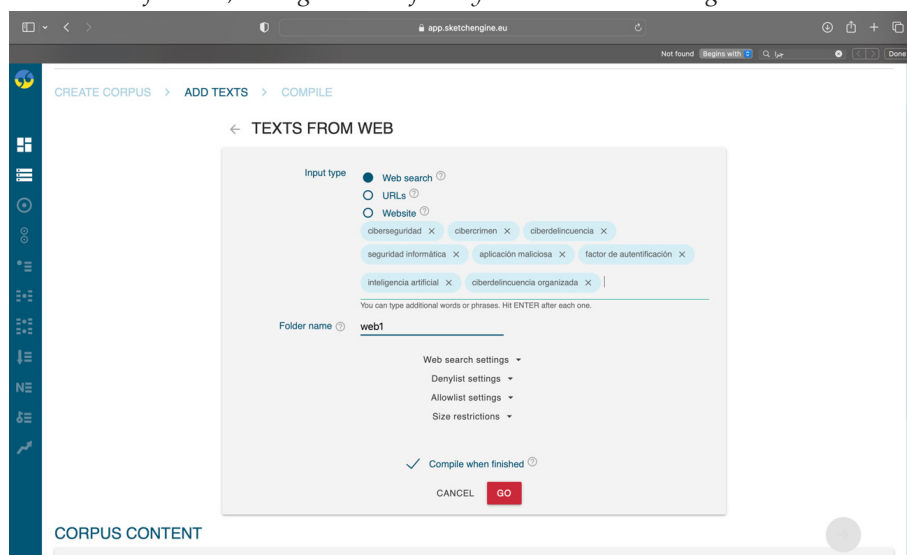 app.sketchengine.eu
Not found Begins with چرا Done
CREATE CORPUS > ADD TEXTS > COMPILE
← TEXTS FROM WEB
Input type
Web search
URLs
Website
ciberseguridad × cibercrimen × ciberdelincuencia ×
seguridad informática × aplicación maliciosa × factor de autentificación ×
inteligencia artificial × ciberdelincuencia organizada ×
You can type additional words or phrases. Hit ENTER after each one.
Folder name web1
Web search settings
Denylist settings
Allowlist settings
Size restrictions
Compile when finished
CANCEL GO
CORPUS CONTENT